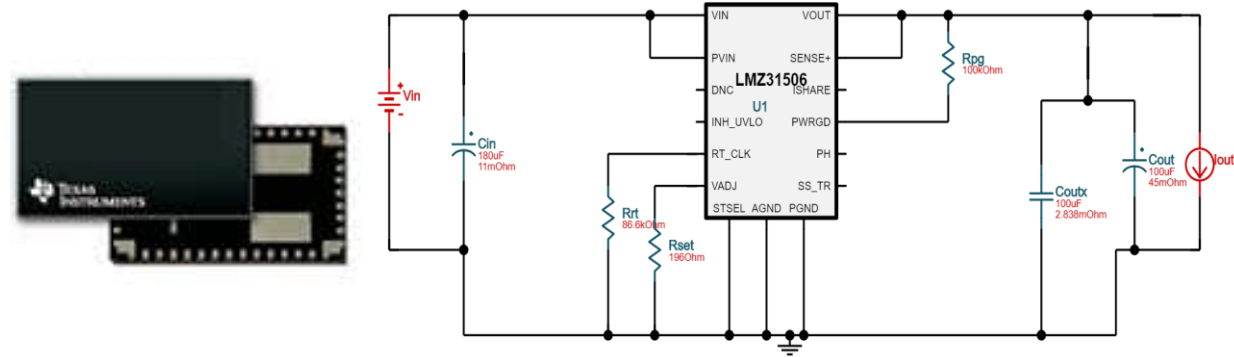 TEXAS
INSTRUMENTS
Vin
Cin
180uF
11mOhm
VIN
PVIN
DNC
INH_UVLO
RT_CLK
VADJ
STSEL AGND PGND
LMZ31506
U1
VOUT
SENSE+
ISHARE
PWRGD
PH
SS_TR
Rrt
86.6kOhm
Rset
196Ohm
Rpg
100kOhm
Coutx
100uF
2.838mOhm
Cout
100uF
45mOhm
Iout